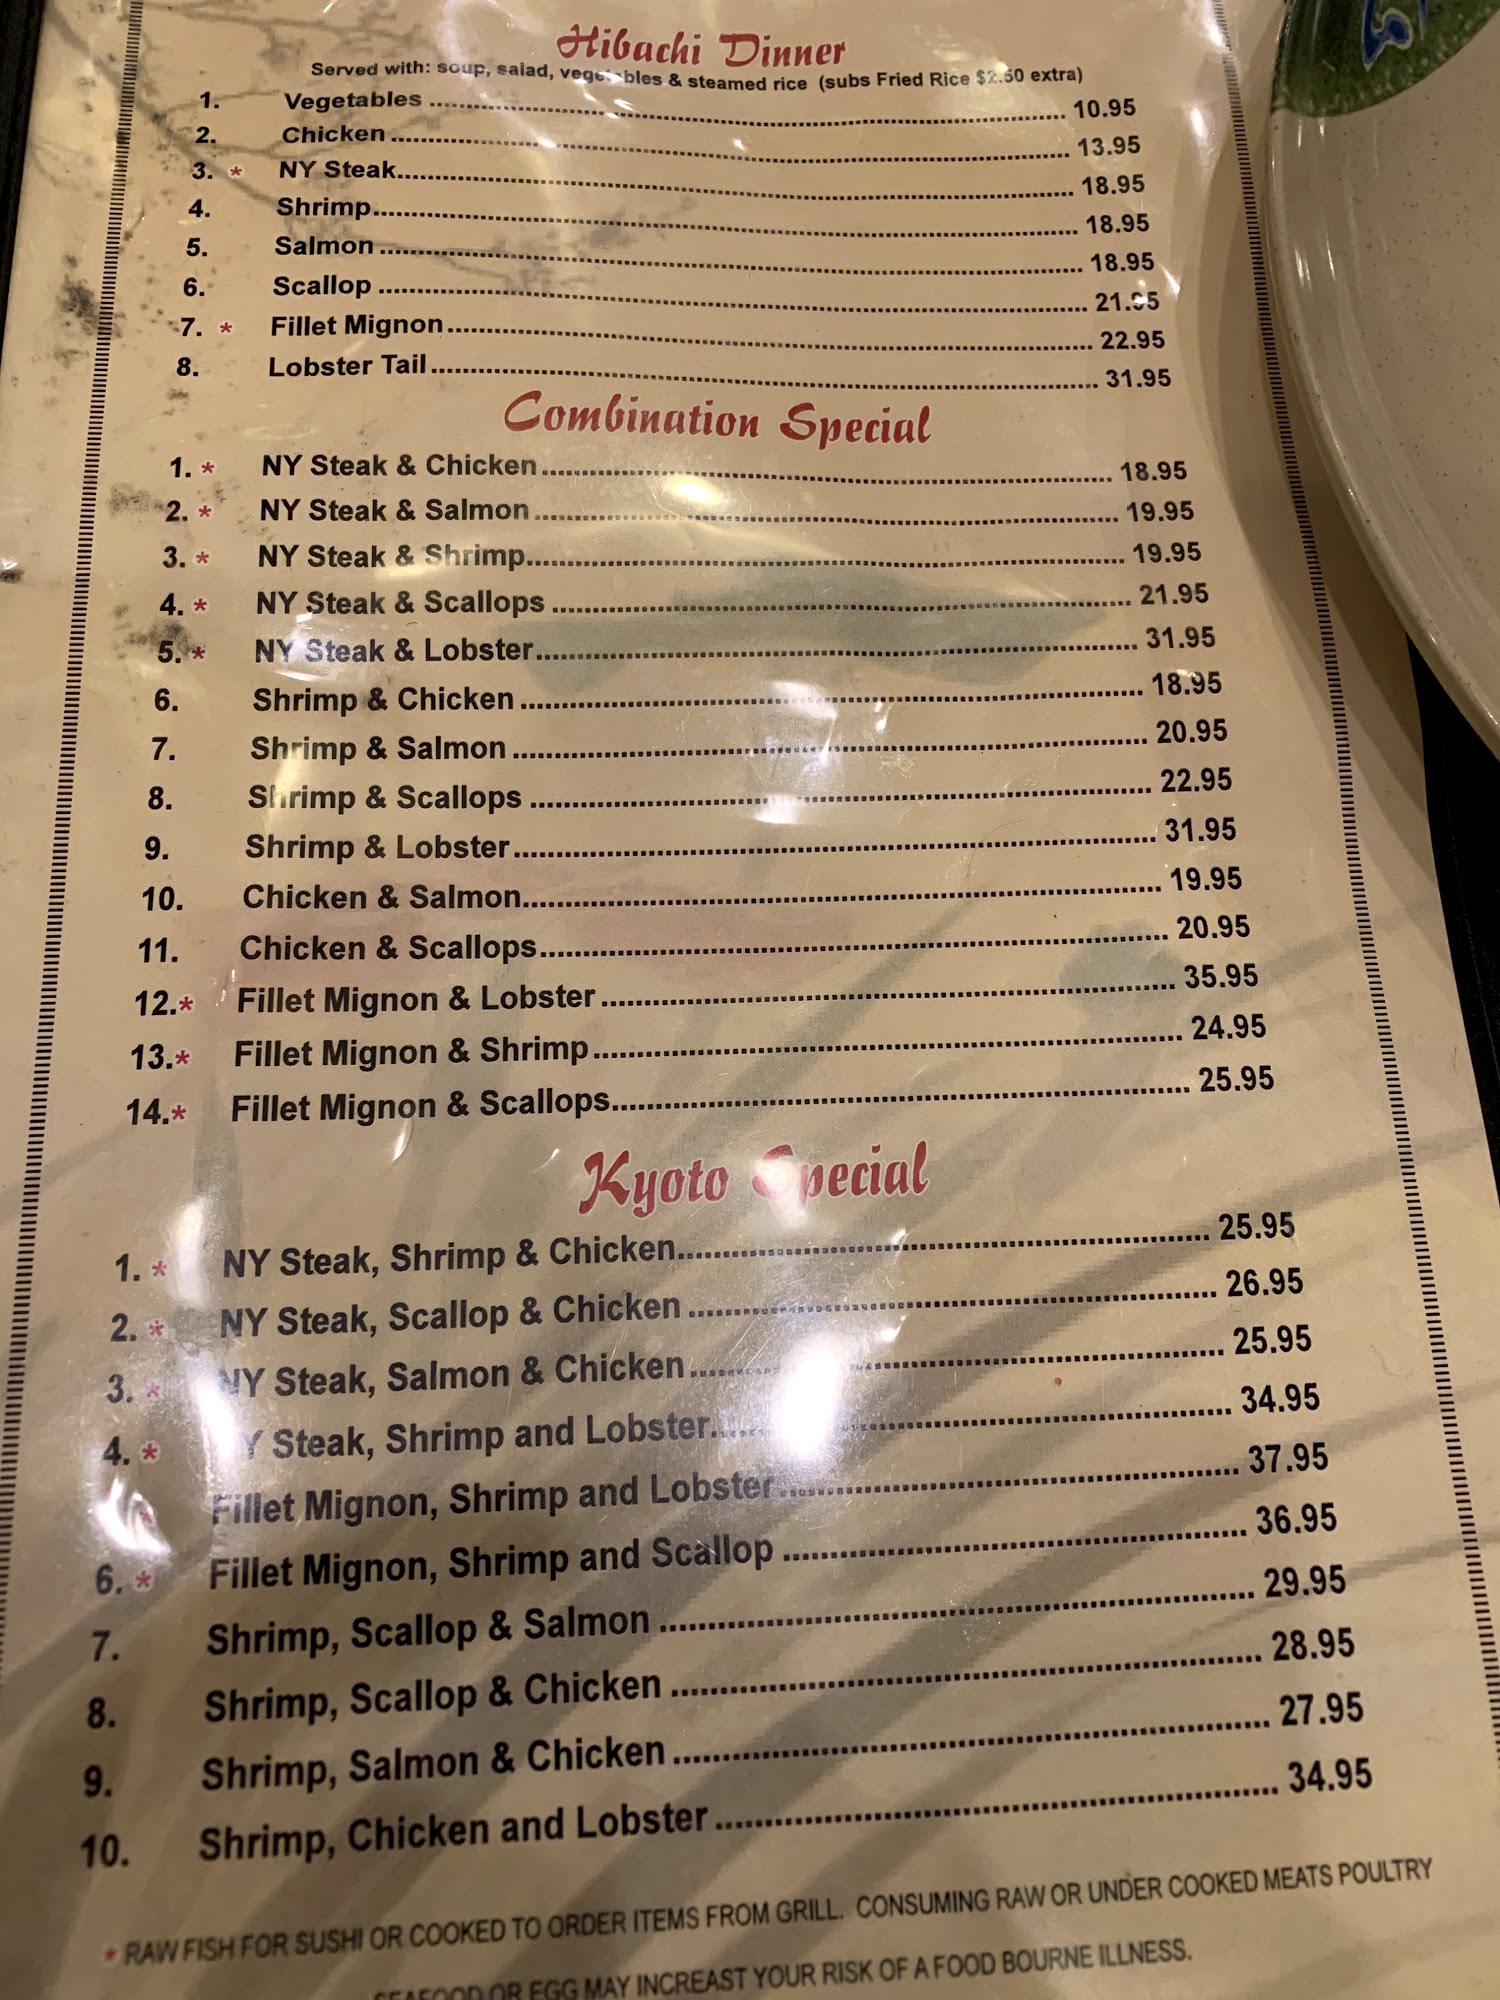 Hibachi Dinner
Served with: soup, salad, vegetables & steamed rice (subs Fried Rice $2.50 extra)
1. Vegetables 10.95
2. Chicken 13.95
3. * NY Steak 18.95
4. Shrimp 18.95
5. Salmon 18.95
6. Scallop 21.95
7. * Fillet Mignon 22.95
8. Lobster Tail 31.95
Combination Special
1. * NY Steak & Chicken 18.95
2. * NY Steak & Salmon 19.95
3. * NY Steak & Shrimp 19.95
4. * NY Steak & Scallops 21.95
5. * NY Steak & Lobster 31.95
6. Shrimp & Chicken 18.95
7. Shrimp & Salmon 20.95
8. Shrimp & Scallops 22.95
9. Shrimp & Lobster 31.95
10. Chicken & Salmon 19.95
11. Chicken & Scallops 20.95
12.* Fillet Mignon & Lobster 35.95
13.* Fillet Mignon & Shrimp 24.95
14.* Fillet Mignon & Scallops 25.95
Kyoto Special
1. * NY Steak, Shrimp & Chicken 25.95
2. * NY Steak, Scallop & Chicken 26.95
3. * NY Steak, Salmon & Chicken 25.95
4. * Steak, Shrimp and Lobster 34.95
* Fillet Mignon, Shrimp and Lobster 37.95
6. * Fillet Mignon, Shrimp and Scallop 36.95
7. Shrimp, Scallop & Salmon 29.95
8. Shrimp, Scallop & Chicken 28.95
9. Shrimp, Salmon & Chicken 27.95
10. Shrimp, Chicken and Lobster 34.95
* RAW FISH FOR SUSHI OR COOKED TO ORDER ITEMS FROM GRILL. CONSUMING RAW OR UNDER COOKED MEATS POULTRY
SEAFOOD OR EGG MAY INCREAST YOUR RISK OF A FOOD BOURNE ILLNESS.